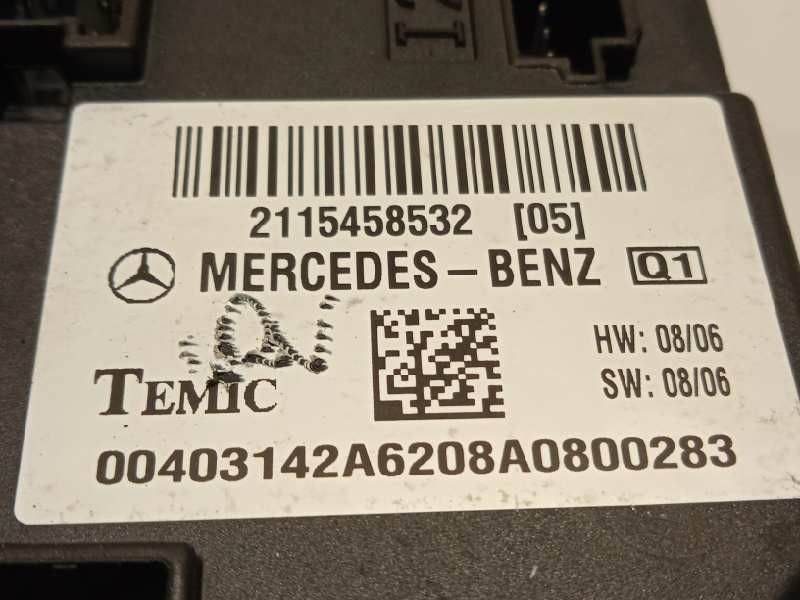 2115458532 [05]
MERCEDES-BENZ Q1
HW: 08/06
TEMIC SW: 08/06
00403142A6208A0800283